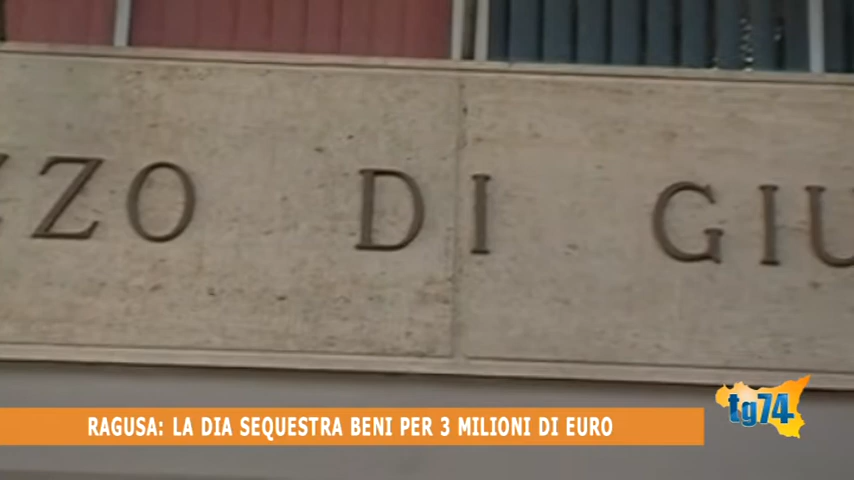 ZZO DI GIU
RAGUSA: LA DIA SEQUESTRA BENI PER 3 MILIONI DI EURO
tg74